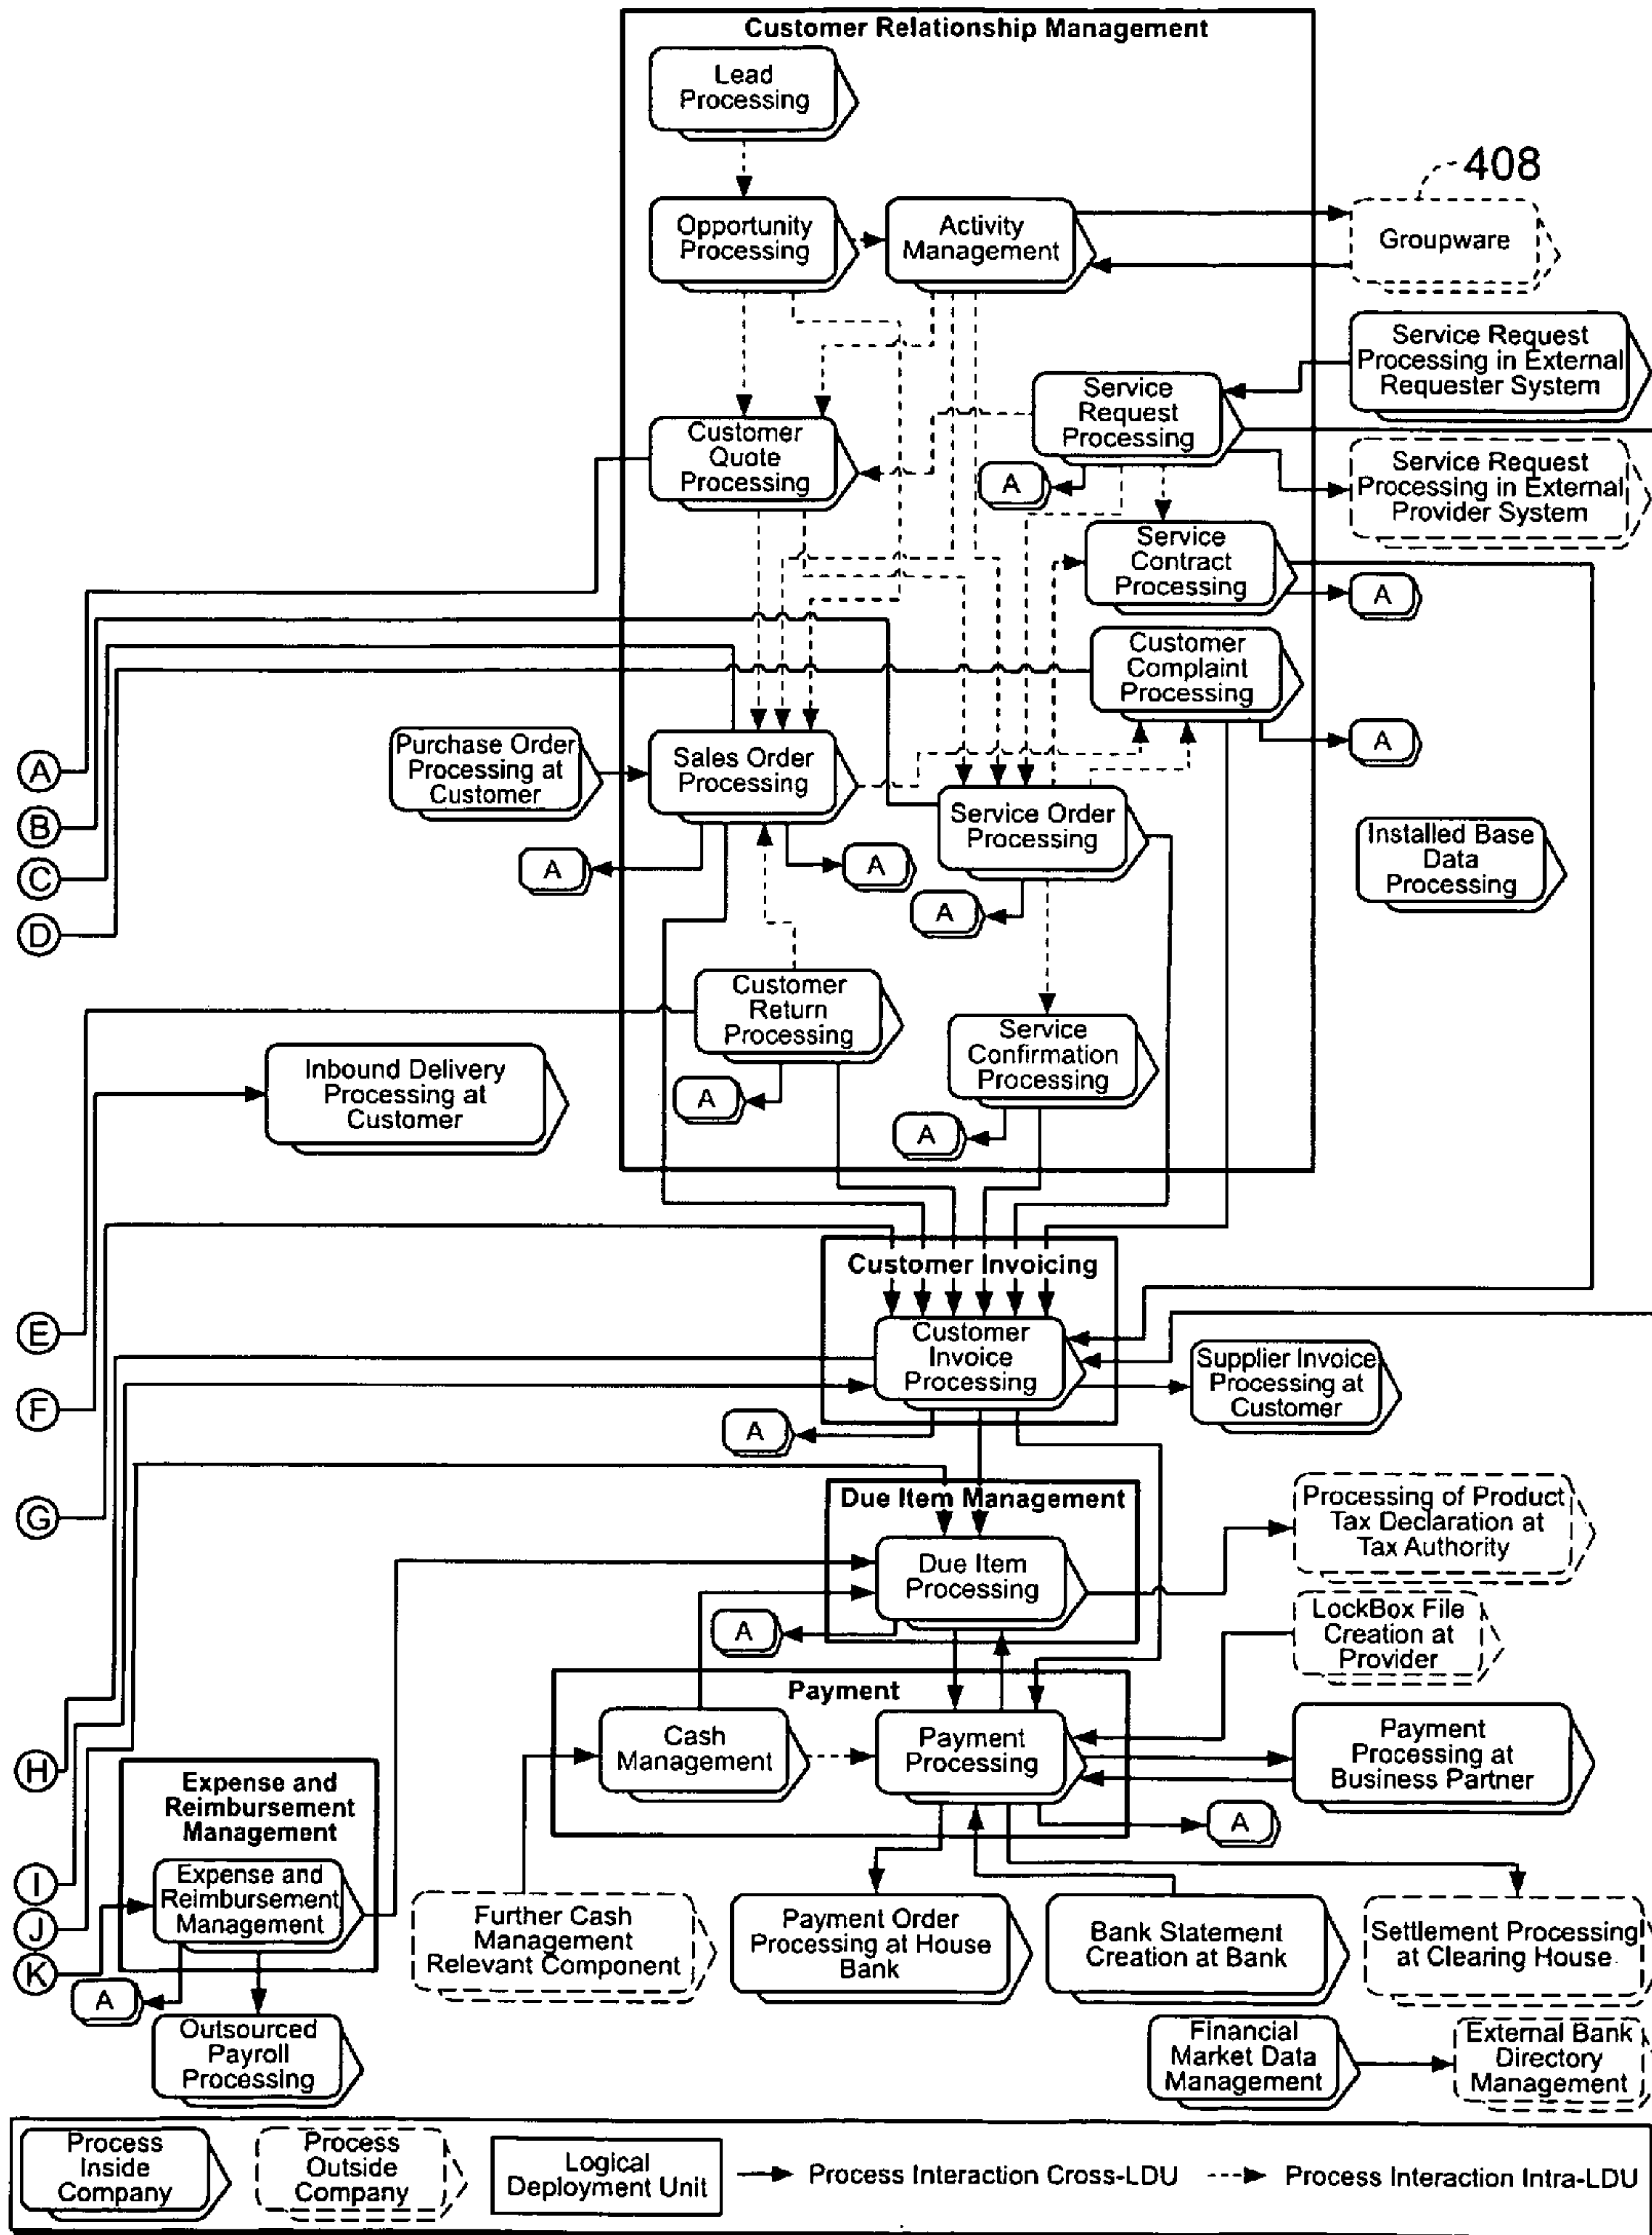 Customer Relationship Management
Lead
Processing
408
Opportunity
Processing
Activity
Management
Groupware
Service Request
Processing in External
Requester System
Service
Request
Processing
Customer
Quote
Processing
A
Service Request
Processing in External
Provider System
Service
Contract
Processing
A
Customer
Complaint
Processing
A
A
B
C
D
Purchase Order
Processing at
Customer
Sales Order
Processing
Service Order
Processing
Installed Base
Data
Processing
A
A
A
Customer
Return
Processing
Service
Confirmation
Processing
Inbound Delivery
Processing at
Customer
A
A
Customer Invoicing
E
F
G
Customer
Invoice
Processing
Supplier Invoice
Processing at
Customer
A
Due Item Management
Processing of Product
Tax Declaration at
Tax Authority
Due Item
Processing
A
LockBox File
Creation at
Provider
Payment
Cash
Management
Payment
Processing
Payment
Processing at
Business Partner
A
H
I
J
K
Expense and
Reimbursement
Management
Expense and
Reimbursement
Management
A
Further Cash
Management
Relevant Component
Payment Order
Processing at House
Bank
Bank Statement
Creation at Bank
Settlement Processing
at Clearing House
Outsourced
Payroll
Processing
Financial
Market Data
Management
External Bank
Directory
Management
Process
Inside
Company
Process
Outside
Company
Logical
Deployment Unit
Process Interaction Cross-LDU
Process Interaction Intra-LDU